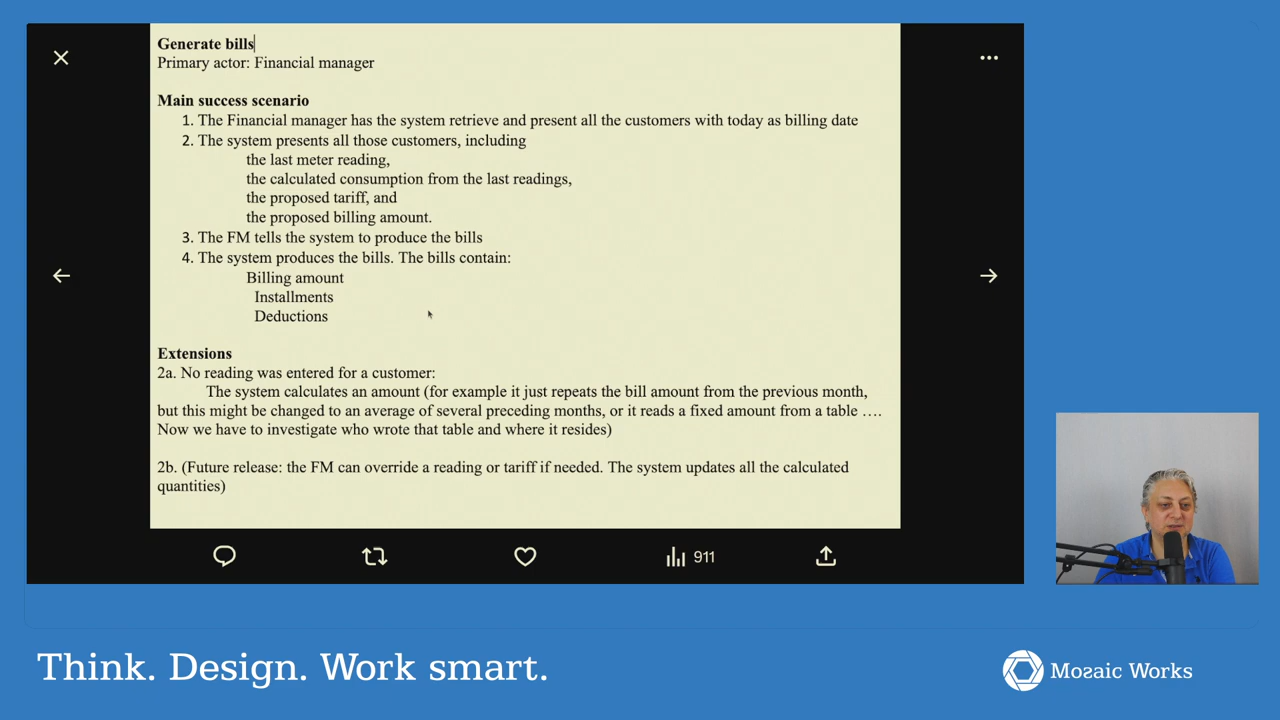 Generate bills
Primary actor: Financial manager
Main success scenario
1. The Financial manager has the system retrieve and present all the customers with today as billing date
2. The system presents all those customers, including
the last meter reading,
the calculated consumption from the last readings,
the proposed tariff, and
the proposed billing amount.
3. The FM tells the system to produce the bills
4. The system produces the bills. The bills contain:
Billing amount
Installments
Deductions
Extensions
2a. No reading was entered for a customer:
The system calculates an amount (for example it just repeats the bill amount from the previous month,
but this might be changed to an average of several preceding months, or it reads a fixed amount from a table ….
Now we have to investigate who wrote that table and where it resides)
2b. (Future release: the FM can override a reading or tariff if needed. The system updates all the calculated
quantities)
911
Think. Design. Work smart.
Mozaic Works